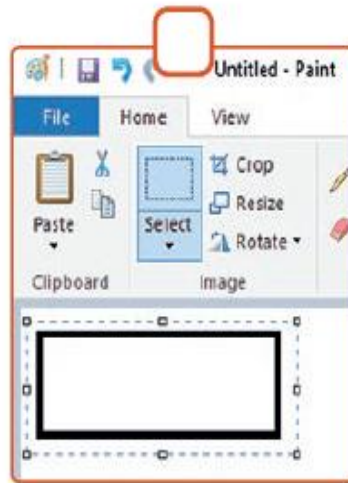 Untitled - Paint
File Home View
Paste
Select
Crop
Resize
Rotate
Clipboard
Image